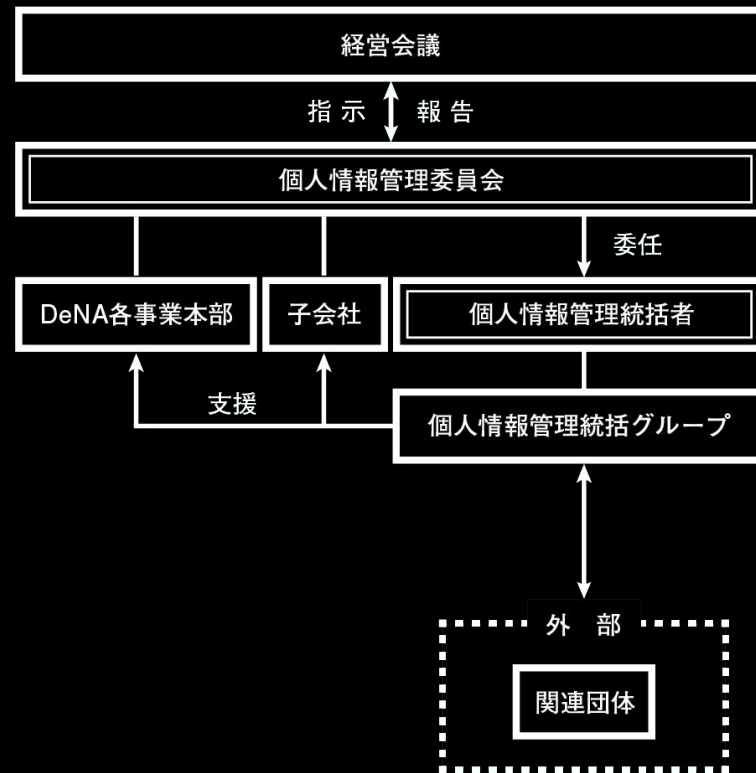 経営会議
指示 報告
個人情報管理委員会
委任
DeNA各事業本部 子会社 個人情報管理統括者
支援
個人情報管理統括グループ
外 部
関連団体